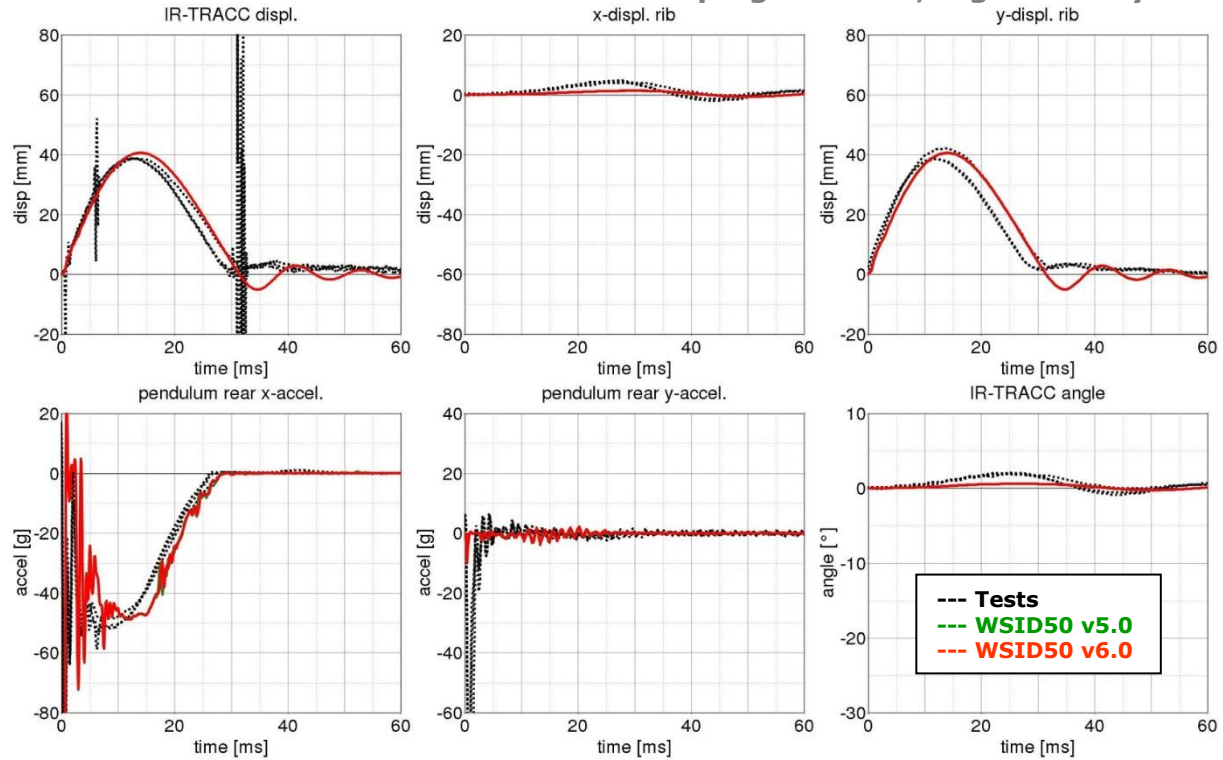 IR-TRACC displ.
x-displ. rib
y-displ. rib
80
60
40
20
0
-20
disp [mm]
0
20
40
60
time [ms]
20
0
-20
-40
-60
-80
disp [mm]
0
20
40
60
time [ms]
80
60
40
20
0
-20
disp [mm]
0
20
40
60
time [ms]
pendulum rear x-accel.
pendulum rear y-accel.
IR-TRACC angle
20
0
-20
-40
-60
-80
accel [g]
0
20
40
60
time [ms]
40
20
0
-20
-40
-60
accel [g]
0
20
40
60
time [ms]
10
0
-10
-20
-30
angle [°]
0
20
40
60
time [ms]
--- Tests
--- WSID50 v5.0
--- WSID50 v6.0